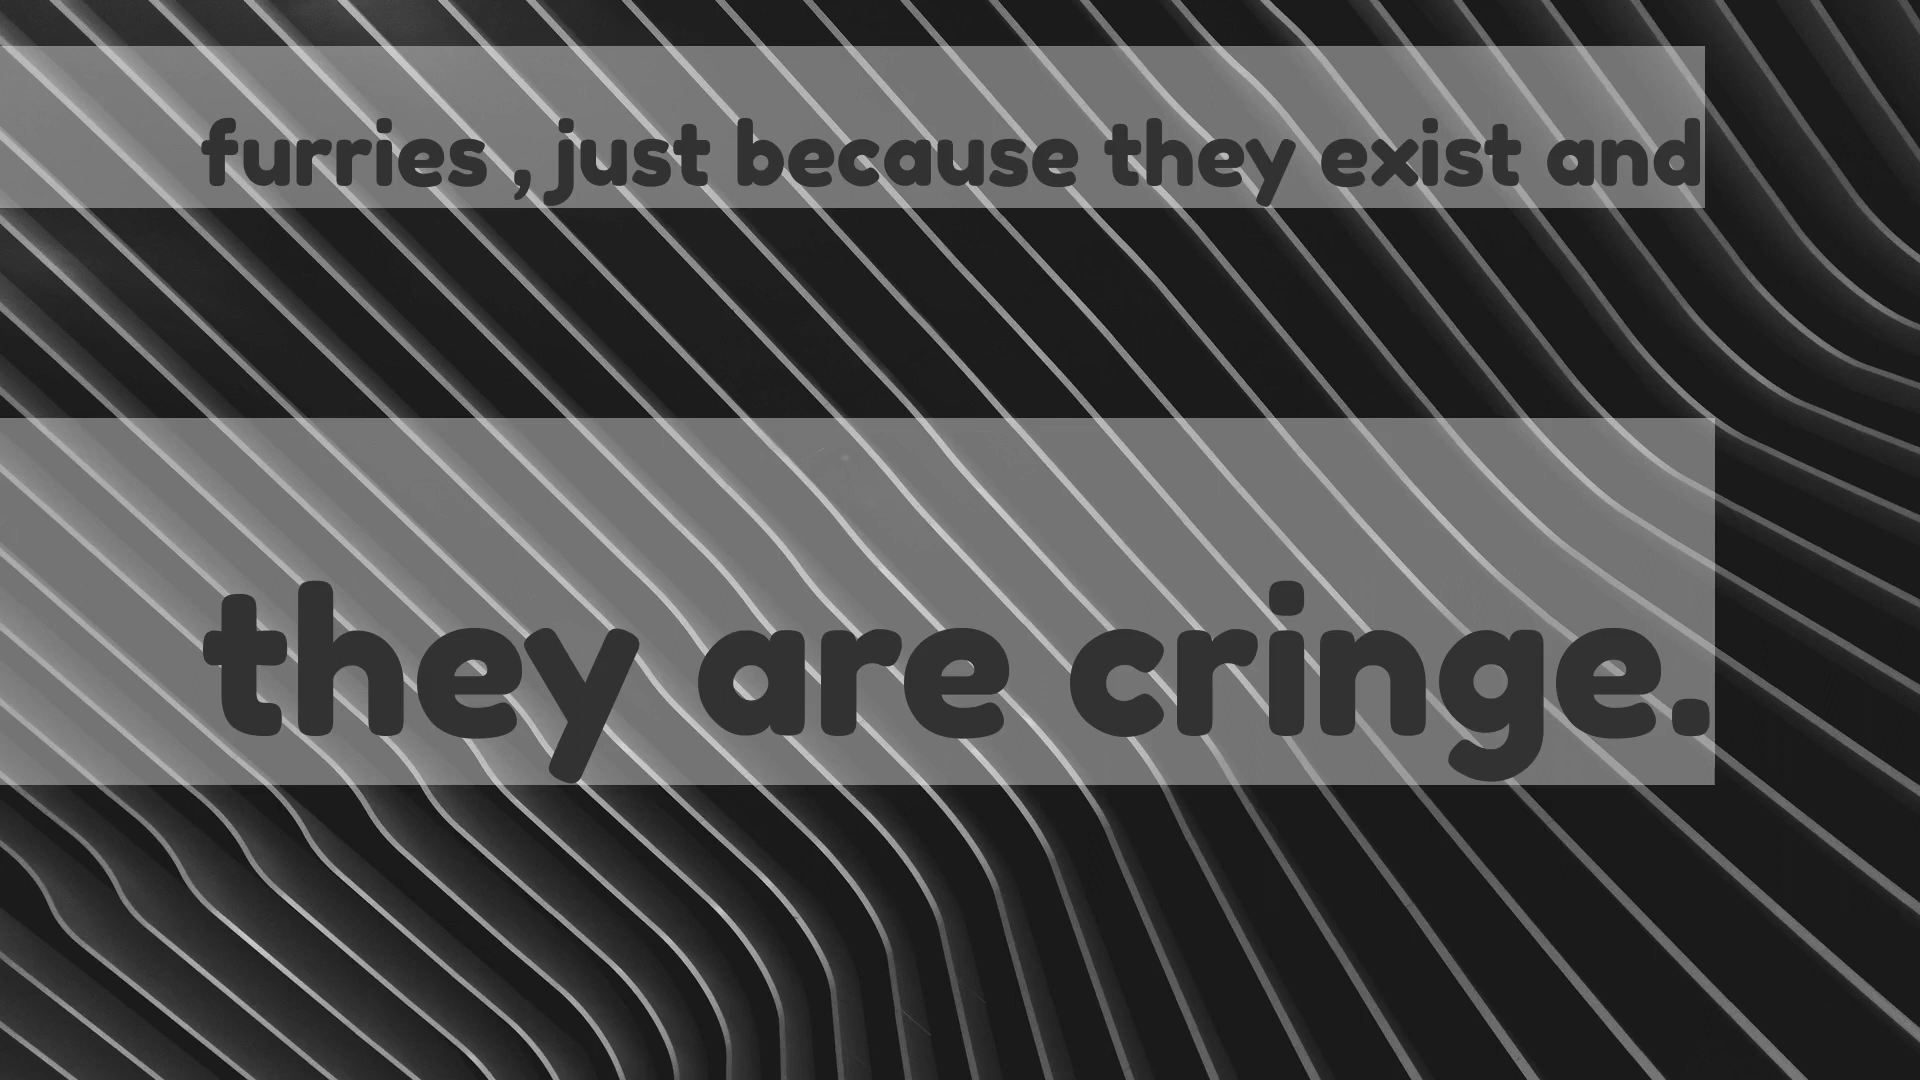 furries , just because they exist and
they are cringe.